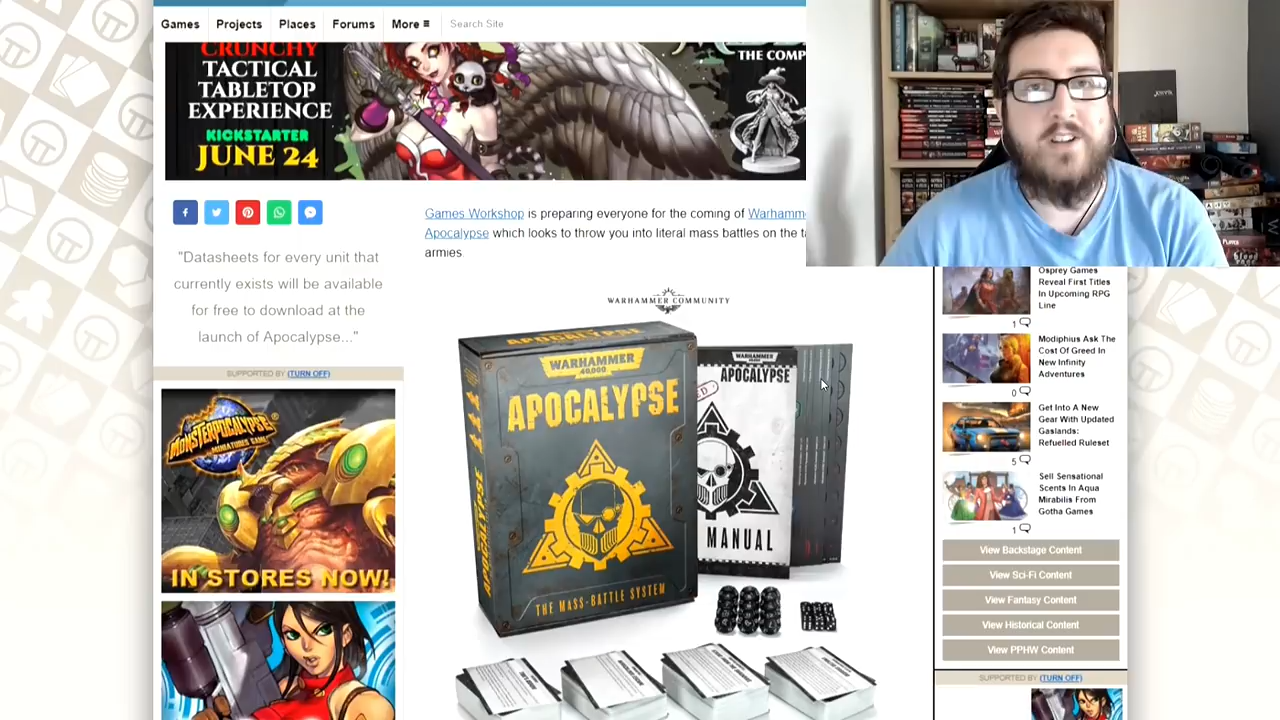 Games Projects Places Forums More ≡ Search Site
CRUNCHY
TACTICAL
TABLETOP
EXPERIENCE
KICKSTARTER
JUNE 24
THE COMP
"Datasheets for every unit that
currently exists will be available
for free to download at the
launch of Apocalypse..."
SUPPORTED BY (TURN OFF)
MONSTERPOCALYPSE
MINIATURES GAME
IN STORES NOW!
Games Workshop is preparing everyone for the coming of Warhamm
Apocalypse which looks to throw you into literal mass battles on the t
armies.
WARHAMMER COMMUNITY
APOCALYPSE
WARHAMMER
40,000
APOCALYPSE
APOCALYPSE
THE MASS-BATTLE SYSTEM
WARHAMMER
APOCALYPSE
MANUAL
Osprey Games
Reveal First Titles
In Upcoming RPG
Line
1
Modiphius Ask The
Cost Of Greed In
New Infinity
Adventures
0
Get Into A New
Gear With Updated
Gaslands:
Refuelled Ruleset
5
Sell Sensational
Scents In Aqua
Mirabilis From
Gotha Games
1
View Backstage Content
View Sci-Fi Content
View Fantasy Content
View Historical Content
View PPHW Content
SUPPORTED BY (TURN OFF)